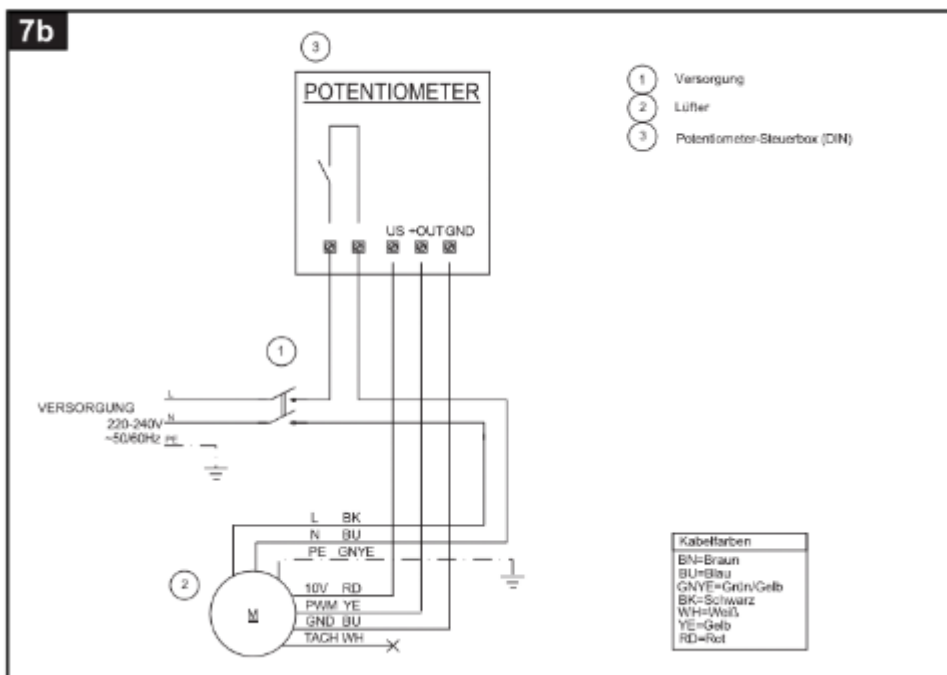 7b
3
POTENTIOMETER
US +OUT GND
1 Versorgung
2 Lüfter
3 Potentiometer-Steuerbox (DIN)
1
L
VERSORGUNG
N
220-240V
~50/60Hz PE
L BK
N BU
PE GNYE
2
M
10V RD
PWM YE
GND BU
TACH WH
Kabelfarben
BN=Braun
BU=Blau
GNYE=Grün/Gelb
BK=Schwarz
WH=Weiß
YE=Gelb
RD=Rot